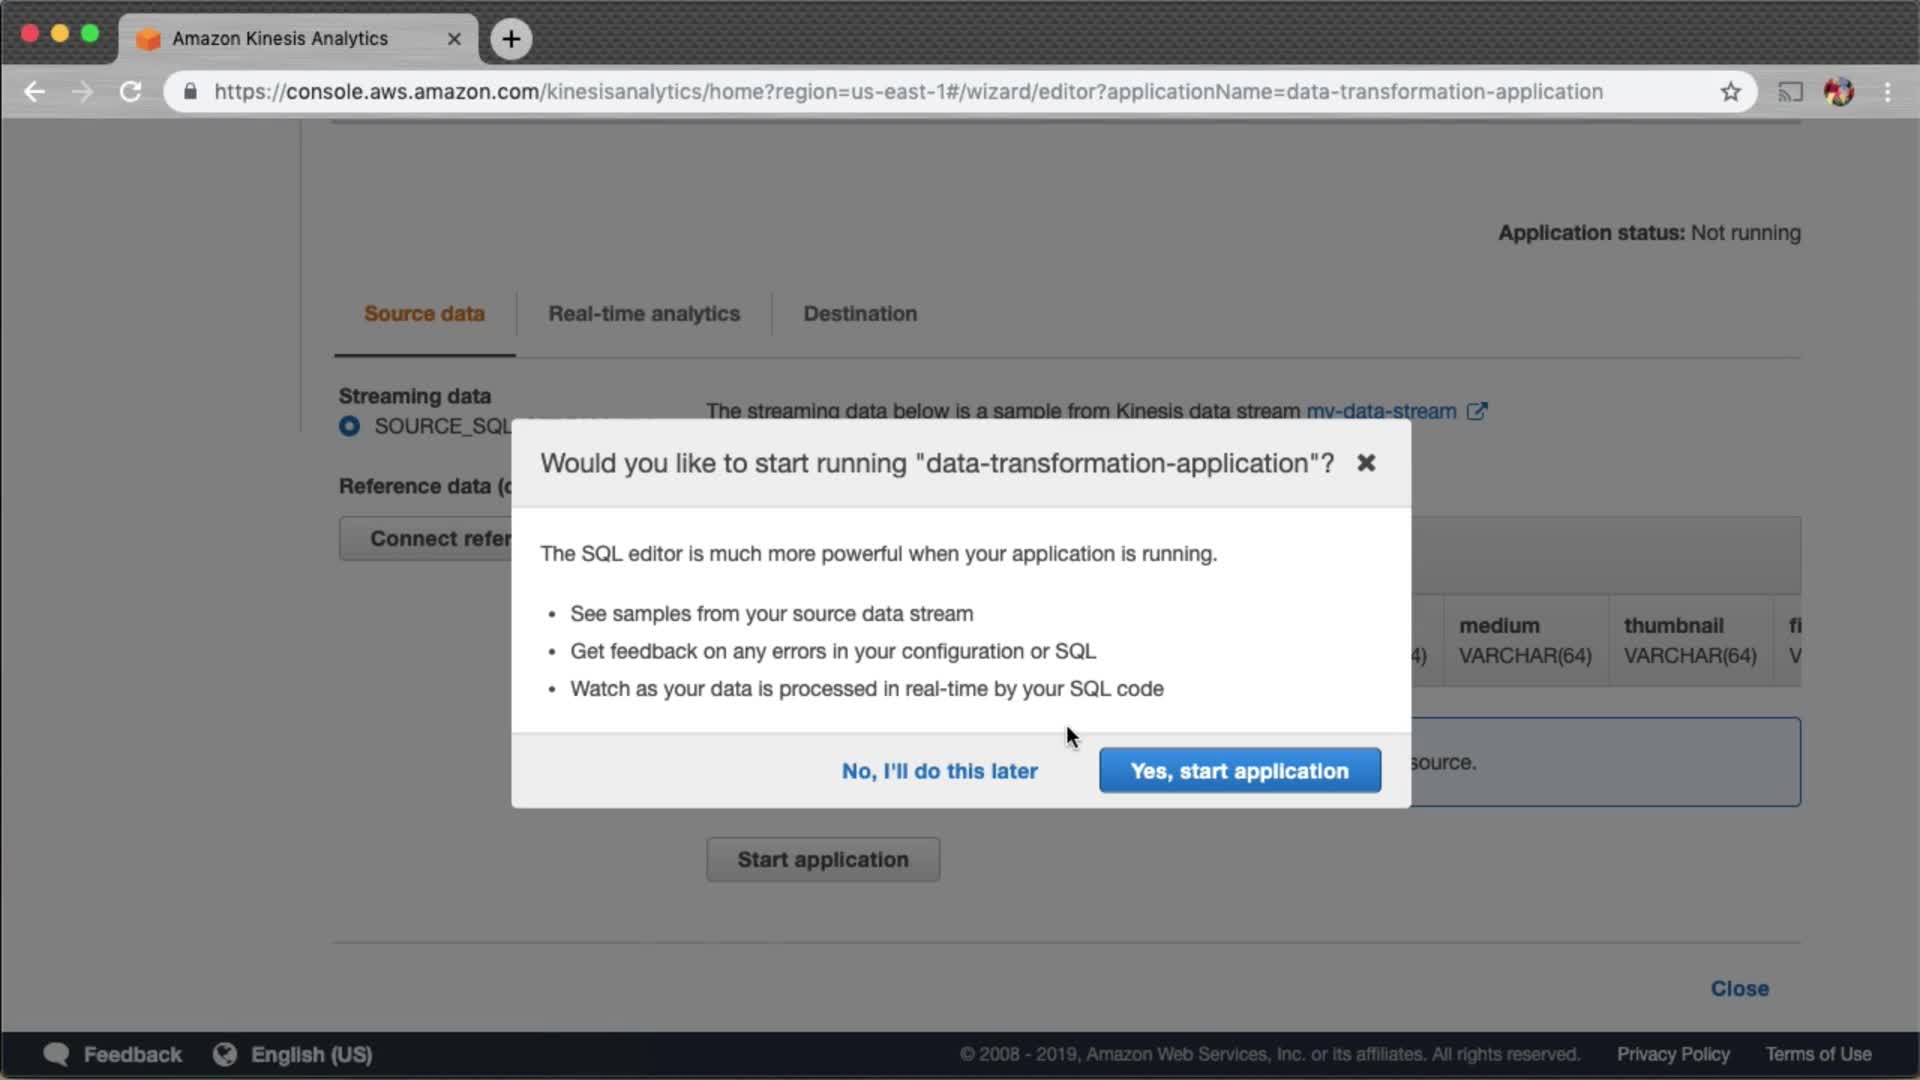 Amazon Kinesis Analytics
https://console.aws.amazon.com/kinesisanalytics/home?region=us-east-1#/wizard/editor?applicationName=data-transformation-application
Application status: Not running
Source data
Real-time analytics
Destination
Streaming data
The streaming data below is a sample from Kinesis data stream my-data-stream
SOURCE_SQL
Would you like to start running "data-transformation-application"?
Reference data (
Connect refer
The SQL editor is much more powerful when your application is running.
• See samples from your source data stream
• Get feedback on any errors in your configuration or SQL
• Watch as your data is processed in real-time by your SQL code
4)
medium
VARCHAR(64)
thumbnail
VARCHAR(64)
fi
V
source.
No, I'll do this later
Yes, start application
Start application
Close
Feedback
English (US)
© 2008 - 2019, Amazon Web Services, Inc. or its affiliates. All rights reserved.
Privacy Policy
Terms of Use